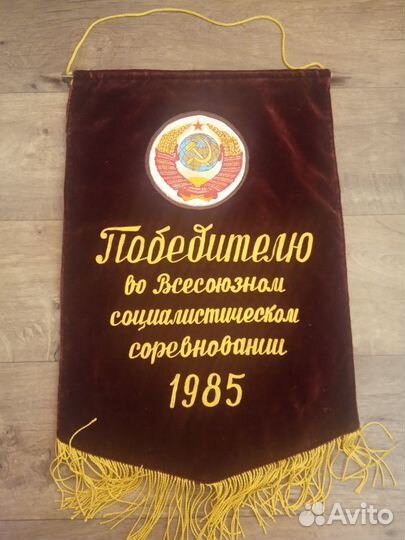 Победителю
во Всесоюзном
социалистическом
соревновании
1985
Avito